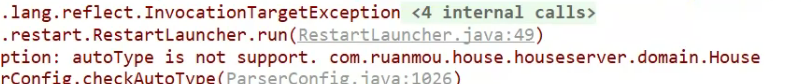 .lang.reflect.InvocationTargetException <4 internal calls>
.restart.RestartLauncher.run(RestartLauncher.java:49)
ption: autoType is not support. com.ruanmou.house.houseserver.domain.House
rConfig.checkAutoType(ParserConfig.java:1026)